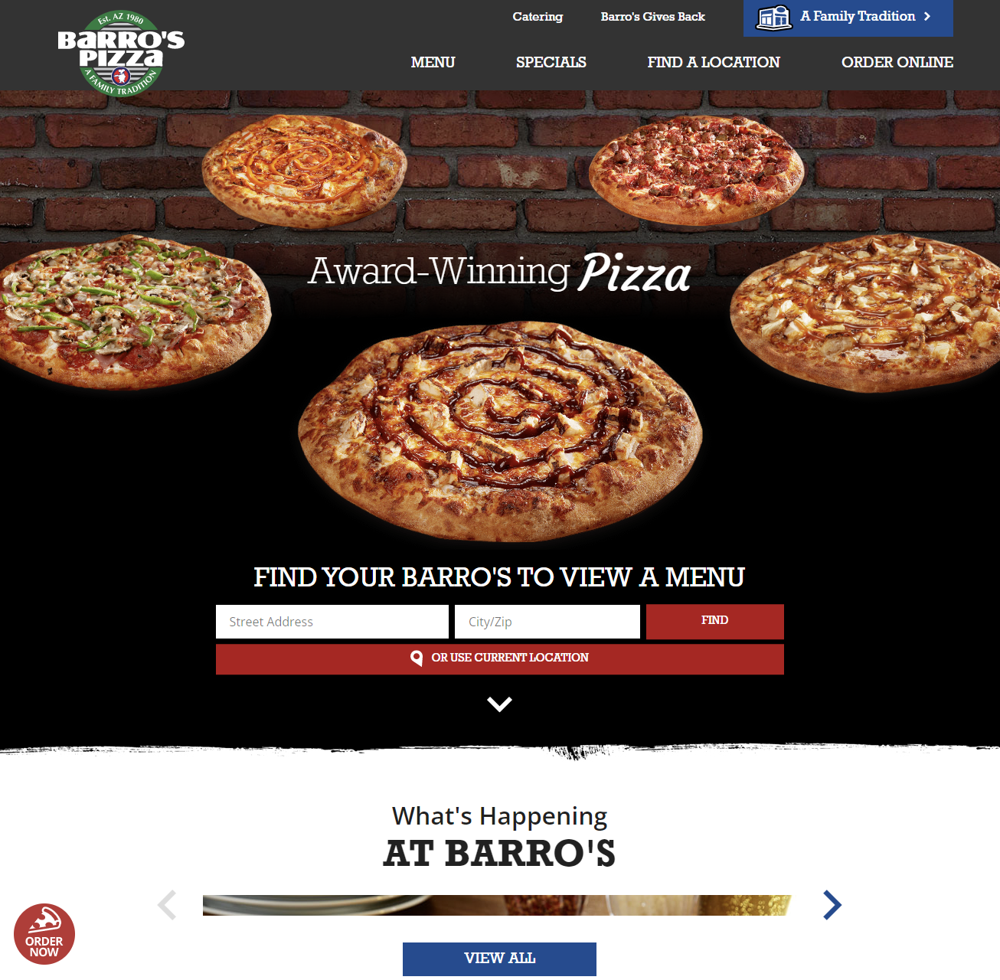 Est. AZ 1980
BARRO'S
PIZZA
A FAMILY TRADITION
Catering
Barro's Gives Back
A Family Tradition
MENU
SPECIALS
FIND A LOCATION
ORDER ONLINE
Award-Winning Pizza
FIND YOUR BARRO'S TO VIEW A MENU
Street Address
City/Zip
FIND
OR USE CURRENT LOCATION
What's Happening
AT BARRO'S
ORDER
NOW
VIEW ALL